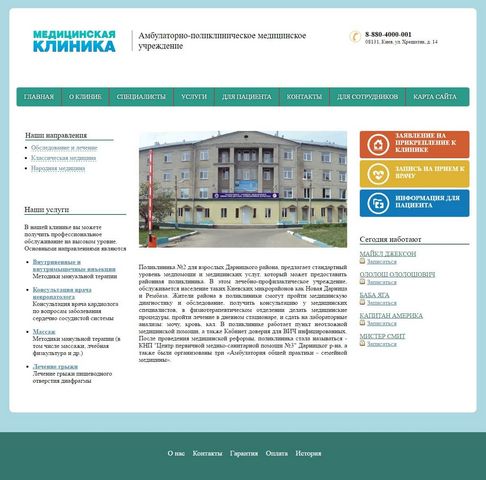 МЕДИЦИНСКАЯ
КЛИНИКА
Амбулаторно-поликлиническое медицинское
учреждение
8-880-4000-001
08131, Киев, ул. Хрещатик, д. 14
ГЛАВНАЯ
О КЛИНИЕ
СПЕЦИАЛИСТЫ
УСЛУГИ
ДЛЯ ПАЦИЕНТА
КОНТАКТЫ
ДЛЯ СОТРУДНИКОВ
КАРТА САЙТА
Наши направления
Обследование и лечение
Классическая медицина
Народная медицина
Наши услуги
В нашей клинике вы можете
получить профессиональное
обслуживание на высоком уровне.
Основными направлениями являются
Внутривенные и
внутримышечные инъекции
Методики мануальной терапии
Консультация врача
невропатолога
Консультация врача кардиолога
по вопросам заболевания
сердечно сосудистой системы
Массаж
Методики манульной терапии (в
том числе массажи, лечебная
физкультура и др.)
Лечение грыжи
Лечение грыжи пищеводного
отверстия диафрагмы
Поликлиника №2 для взрослых Дарницкого района, предлагает стандартный
уровень медпомощи и медицинских услуг, который может предоставить
районная поликлиника. В этом лечебно-профилактическое учреждение,
обслуживается население таких Киевских микрорайонов как Новая Дарница
и Рембаза. Жители района в поликлинике смогут пройти медицинскую
диагностику и обследование, получить консультацию у медицинских
специалистов, в физиотерапевтическом отделении делать медицинские
процедуры, пройти лечение в дневном стационаре, и сдать на лабораторные
анализы: мочу, кровь, кал. В поликлинике работает пункт неотложной
медицинской помощи, а также Кабинет доверия для ВИЧ инфицированных.
После проведения медицинской реформы, поликлиника стала называться -
КНП "Центр первичной медико-санитарной помощи №3" Дарницкого р-на, а
также были организованы три «Амбулатория общей практики - семейной
медицины».
ЗАЯВЛЕНИЕ НА
ПРИКРЕПЛЕНИЕ К
КЛИНИКЕ
ЗАПИСЬ НА ПРИЕМ К
ВРАЧУ
ИНФОРМАЦИЯ ДЛЯ
ПАЦИЕНТА
Сегодня наботают
МАЙКЛ ДЖЕКСОН
Записаться
ОЛОЛОШ ОЛОЛОШОВИЧ
Записаться
БАБА ЯГА
Записаться
КАПИТАН АМЕРИКА
Записаться
МИСТЕР СМИТ
Записаться
О нас
Контакты
Гарантия
Оплата
История